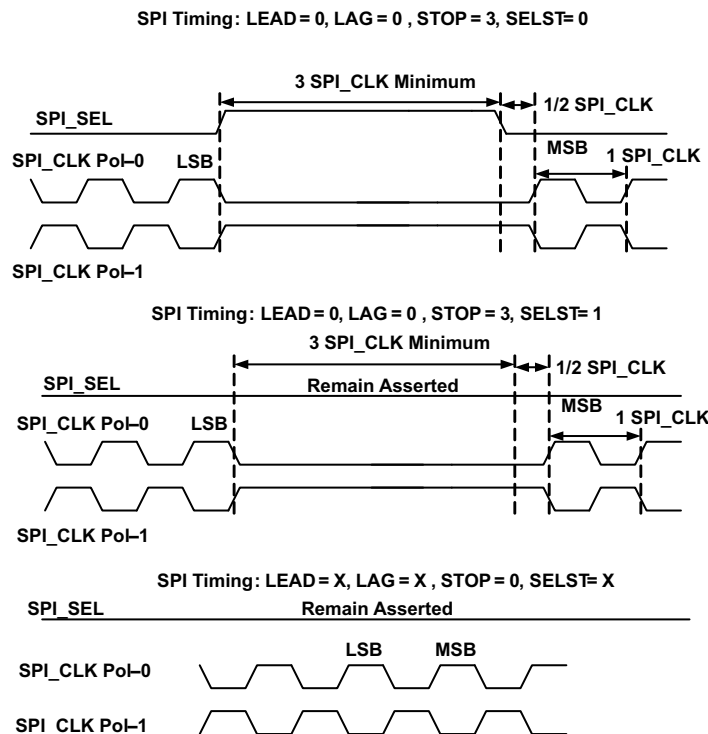 SPI Timing: LEAD = 0, LAG = 0 , STOP = 3, SELST= 0
3 SPI_CLK Minimum
1/2 SPI_CLK
SPI_SEL
MSB
SPI_CLK Pol–0
LSB
1 SPI_CLK
SPI_CLK Pol–1
SPI Timing: LEAD = 0, LAG = 0 , STOP = 3, SELST= 1
3 SPI_CLK Minimum
1/2 SPI_CLK
SPI_SEL
Remain Asserted
MSB
SPI_CLK Pol–0
LSB
1 SPI_CLK
SPI_CLK Pol–1
SPI Timing: LEAD = X, LAG = X , STOP = 0, SELST= X
SPI_SEL
Remain Asserted
LSB
MSB
SPI_CLK Pol–0
SPI_CLK Pol–1